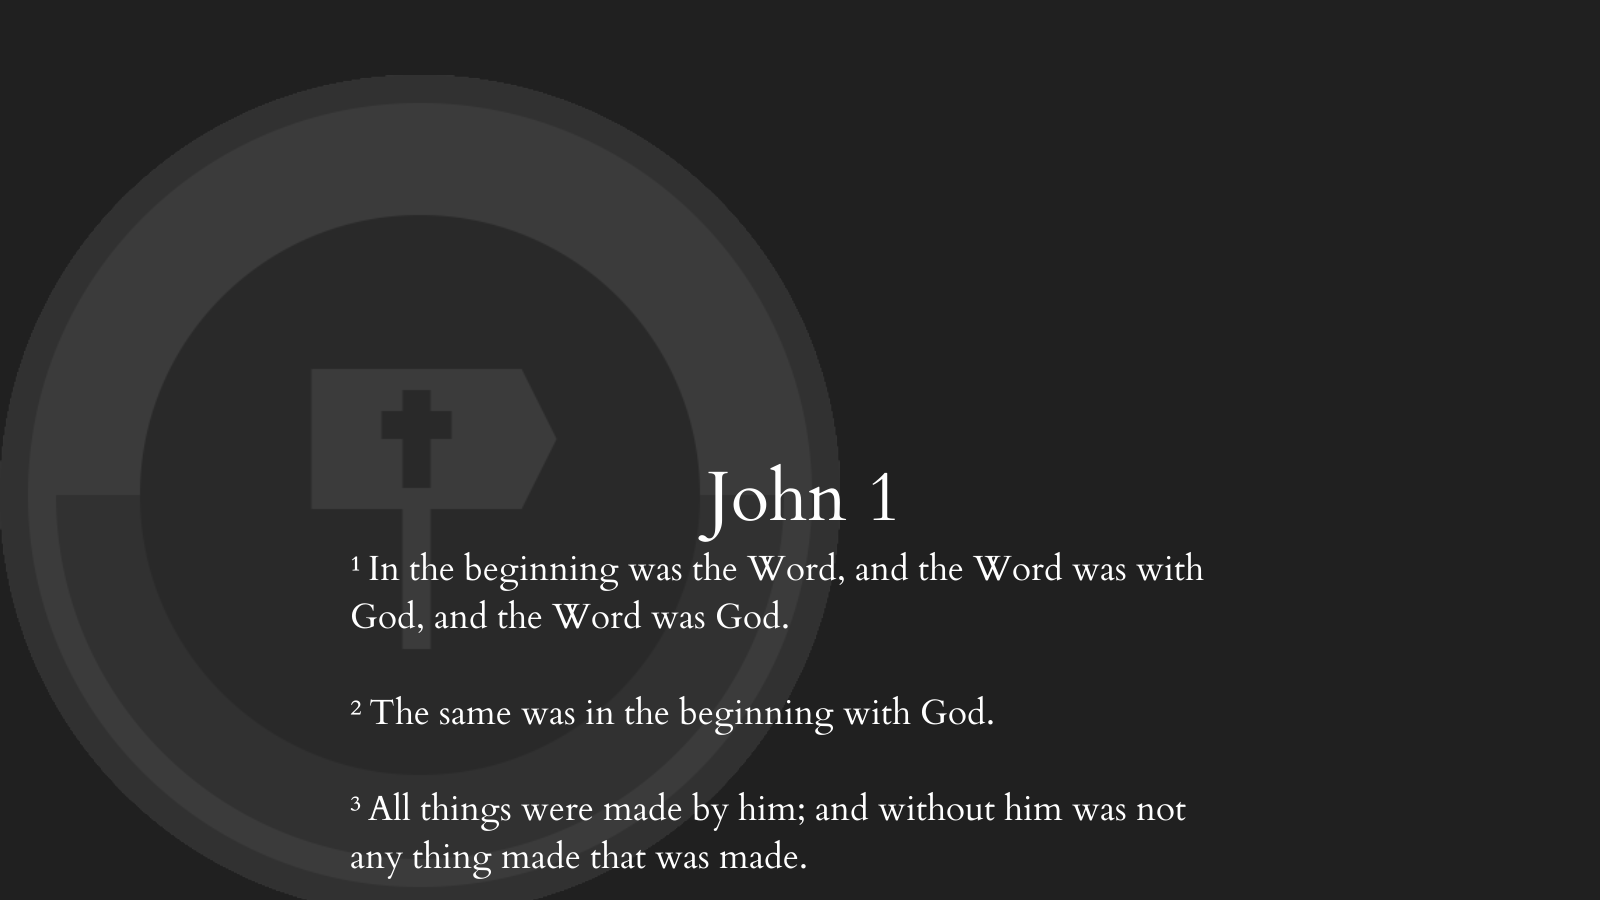 John 1
¹ In the beginning was the Word, and the Word was with
God, and the Word was God.
² The same was in the beginning with God.
³ All things were made by him; and without him was not
any thing made that was made.